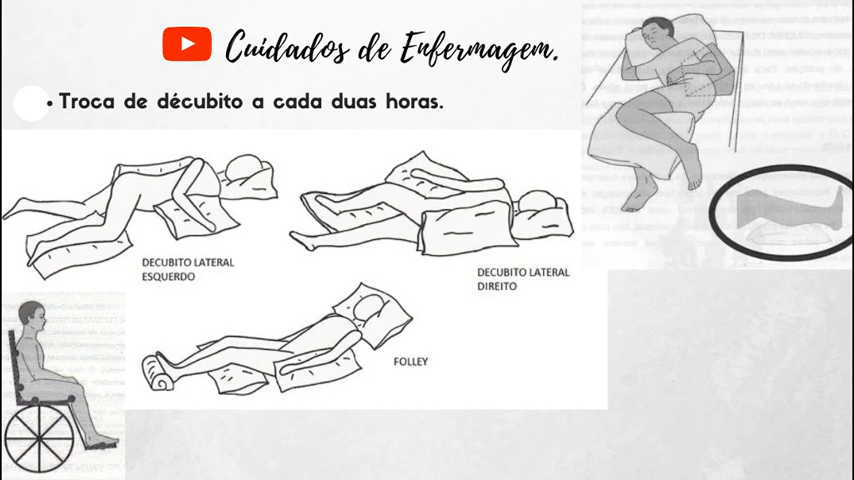 Cuidados de Enfermagem.
• Troca de décubito a cada duas horas.
DECUBITO LATERAL
ESQUERDO
DECUBITO LATERAL
DIREITO
FOLLEY